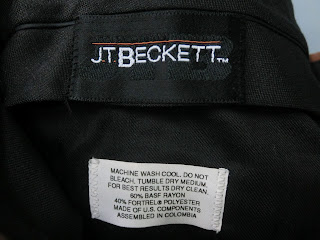 J.T.BECKETT™
MACHINE WASH COOL, DO NOT
BLEACH, TUMBLE DRY MEDIUM,
FOR BEST RESULTS DRY CLEAN,
60% BASF RAYON
40% FORTREL® POLYESTER
MADE OF U.S. COMPONENTS
ASSEMBLED IN COLOMBIA